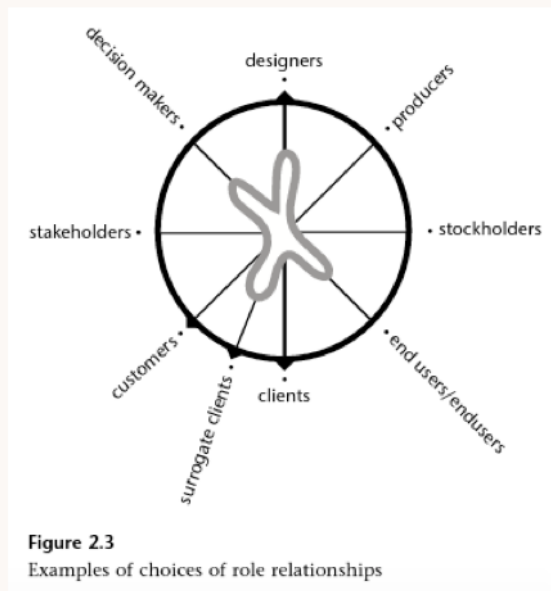 designers
decision makers
producers
stakeholders
stockholders
customers
surrogate clients
clients
end users/endusers
Figure 2.3
Examples of choices of role relationships